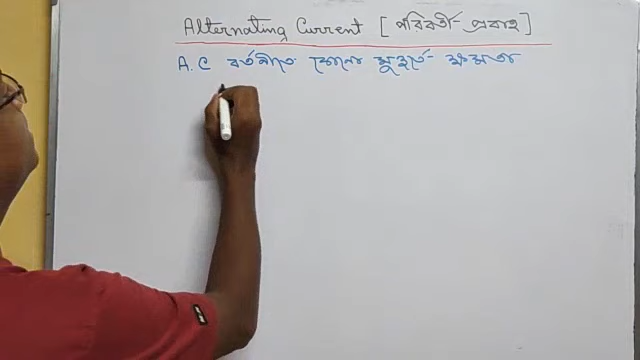 Alternating Current [ পরিবর্তী প্রবাহ ]
A.C বর্তনীতে কোনো মুহূর্তে ক্ষমতা